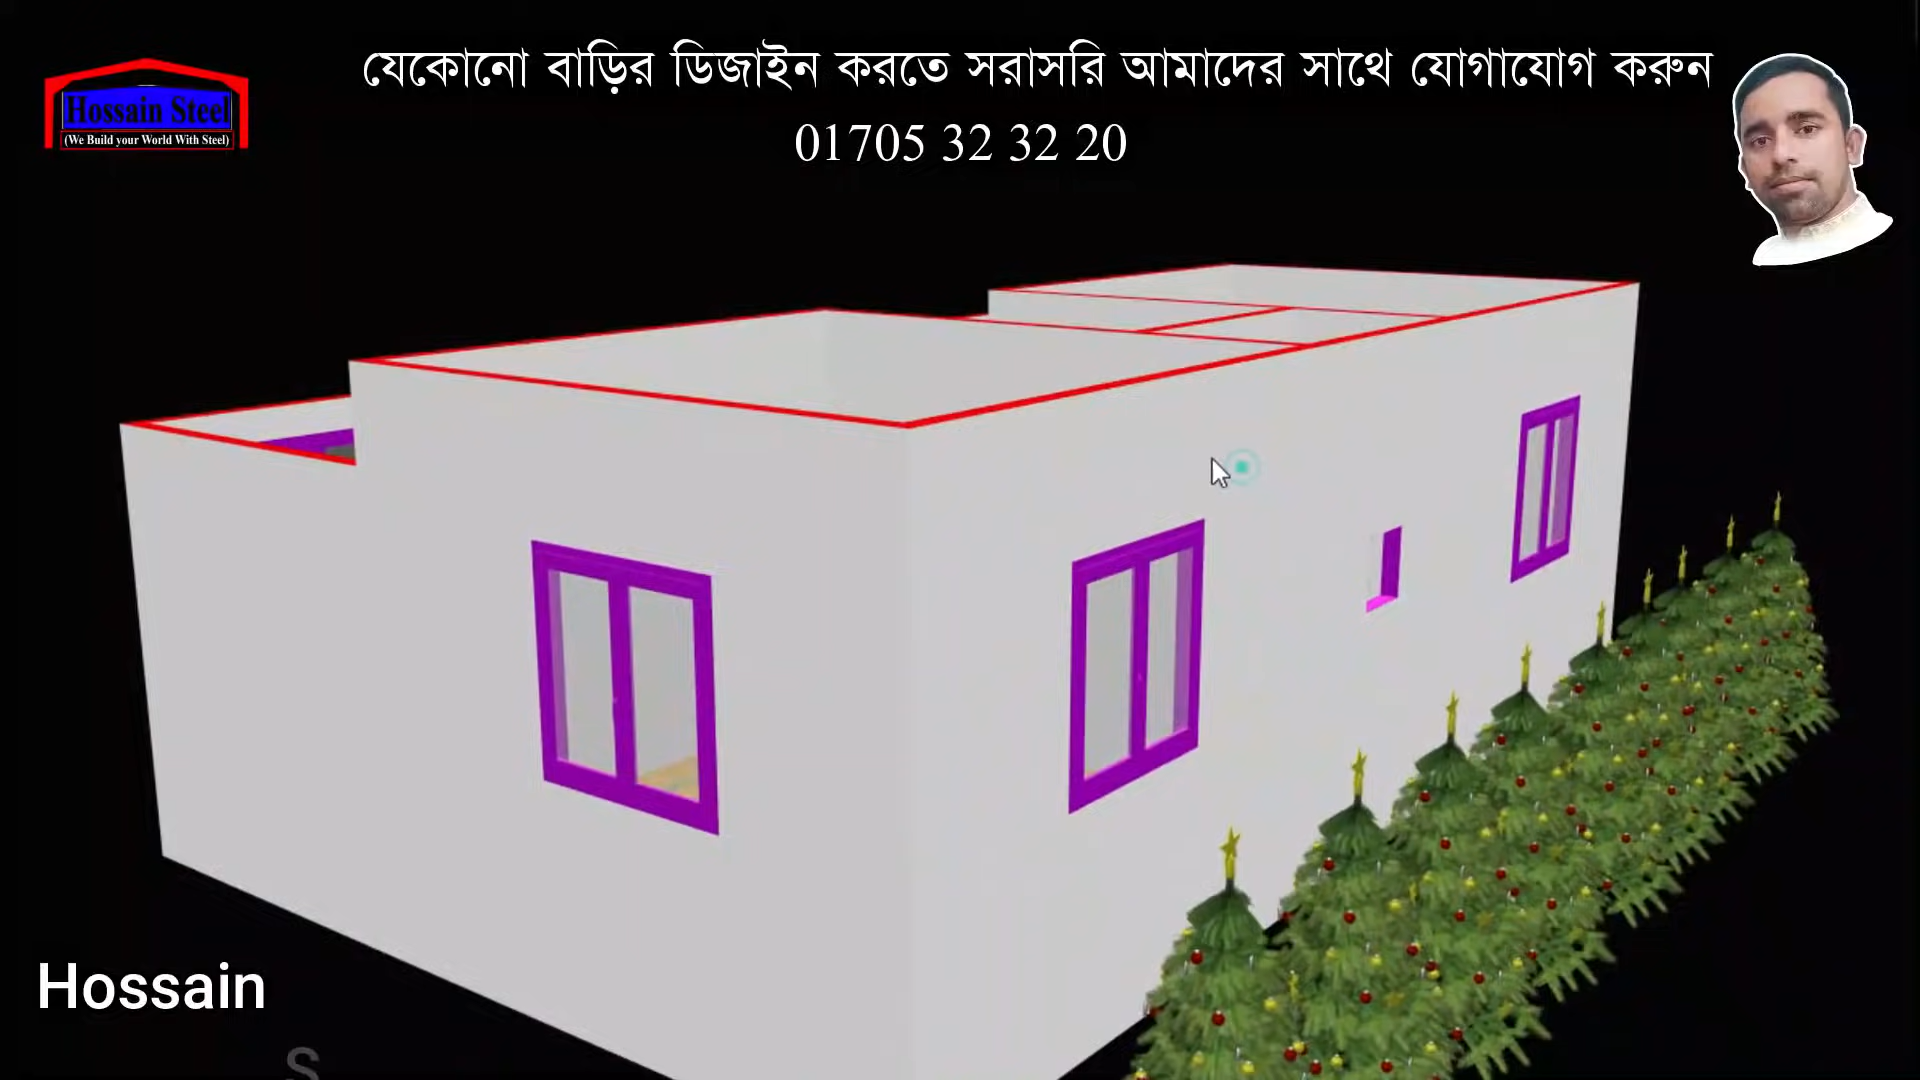 যেকোনো বাড়ির ডিজাইন করতে সরাসরি আমাদের সাথে যোগাযোগ করুন
01705 32 32 20
Hossain Steel
(We Build your World With Steel)
Hossain
S